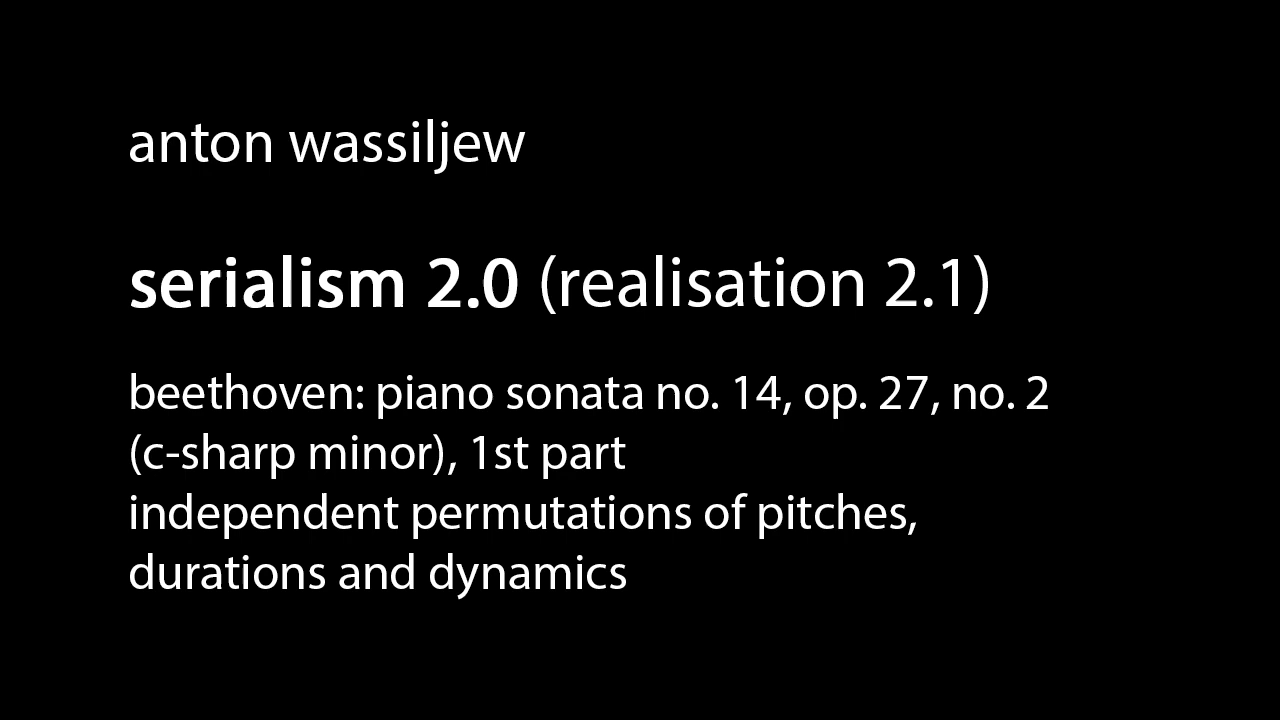 anton wassiljew
serialism 2.0 (realisation 2.1)
beethoven: piano sonata no. 14, op. 27, no. 2
(c-sharp minor), 1st part
independent permutations of pitches,
durations and dynamics